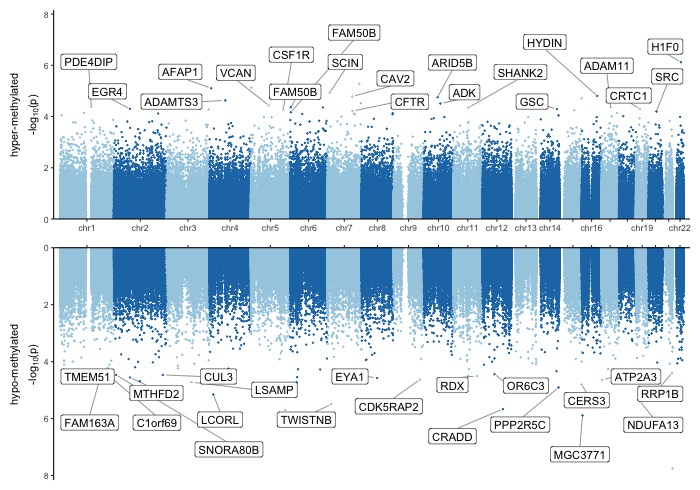 8
FAM50B
HYDIN
CSF1R
H1F0
PDE4DIP
SCIN
ARID5B
ADAM11
AFAP1
VCAN
SHANK2
SRC
6
CAV2
EGR4
FAM50B
ADK
CRTC1
ADAMTS3
CFTR
GSC
hyper-methylated
-log10(p)
4
2
0
chr1
chr2
chr3
chr4
chr5
chr6
chr7
chr8
chr9
chr10
chr11
chr12
chr13
chr14
chr16
chr19
chr22
0
2
hypo-methylated
-log10(p)
4
TMEM51
CUL3
EYA1
ATP2A3
MTHFD2
LSAMP
RDX
OR6C3
RRP1B
CERS3
CDK5RAP2
6
FAM163A
C1orf69
LCORL
TWISTNB
PPP2R5C
NDUFA13
CRADD
SNORA80B
MGC3771
8